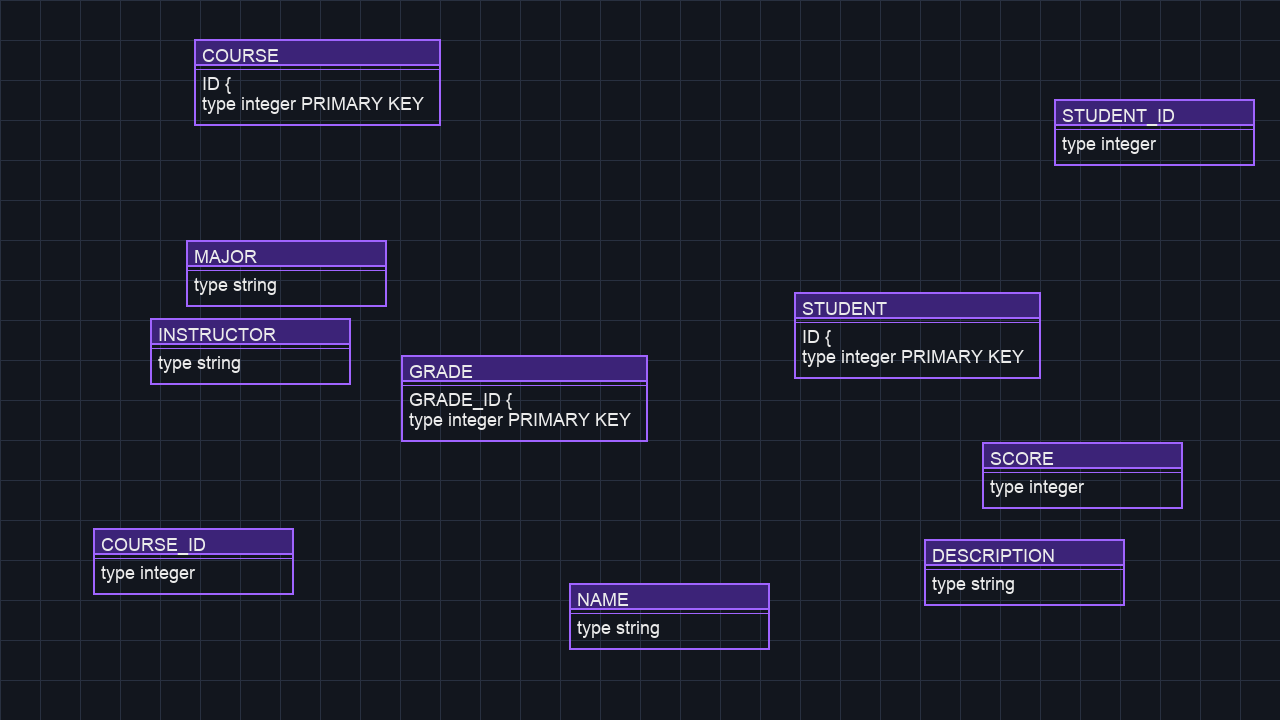 COURSE
ID {
type integer PRIMARY KEY
STUDENT_ID
type integer
MAJOR
type string
INSTRUCTOR
type string
STUDENT
ID {
type integer PRIMARY KEY
GRADE
GRADE_ID {
type integer PRIMARY KEY
SCORE
type integer
COURSE_ID
type integer
DESCRIPTION
type string
NAME
type string